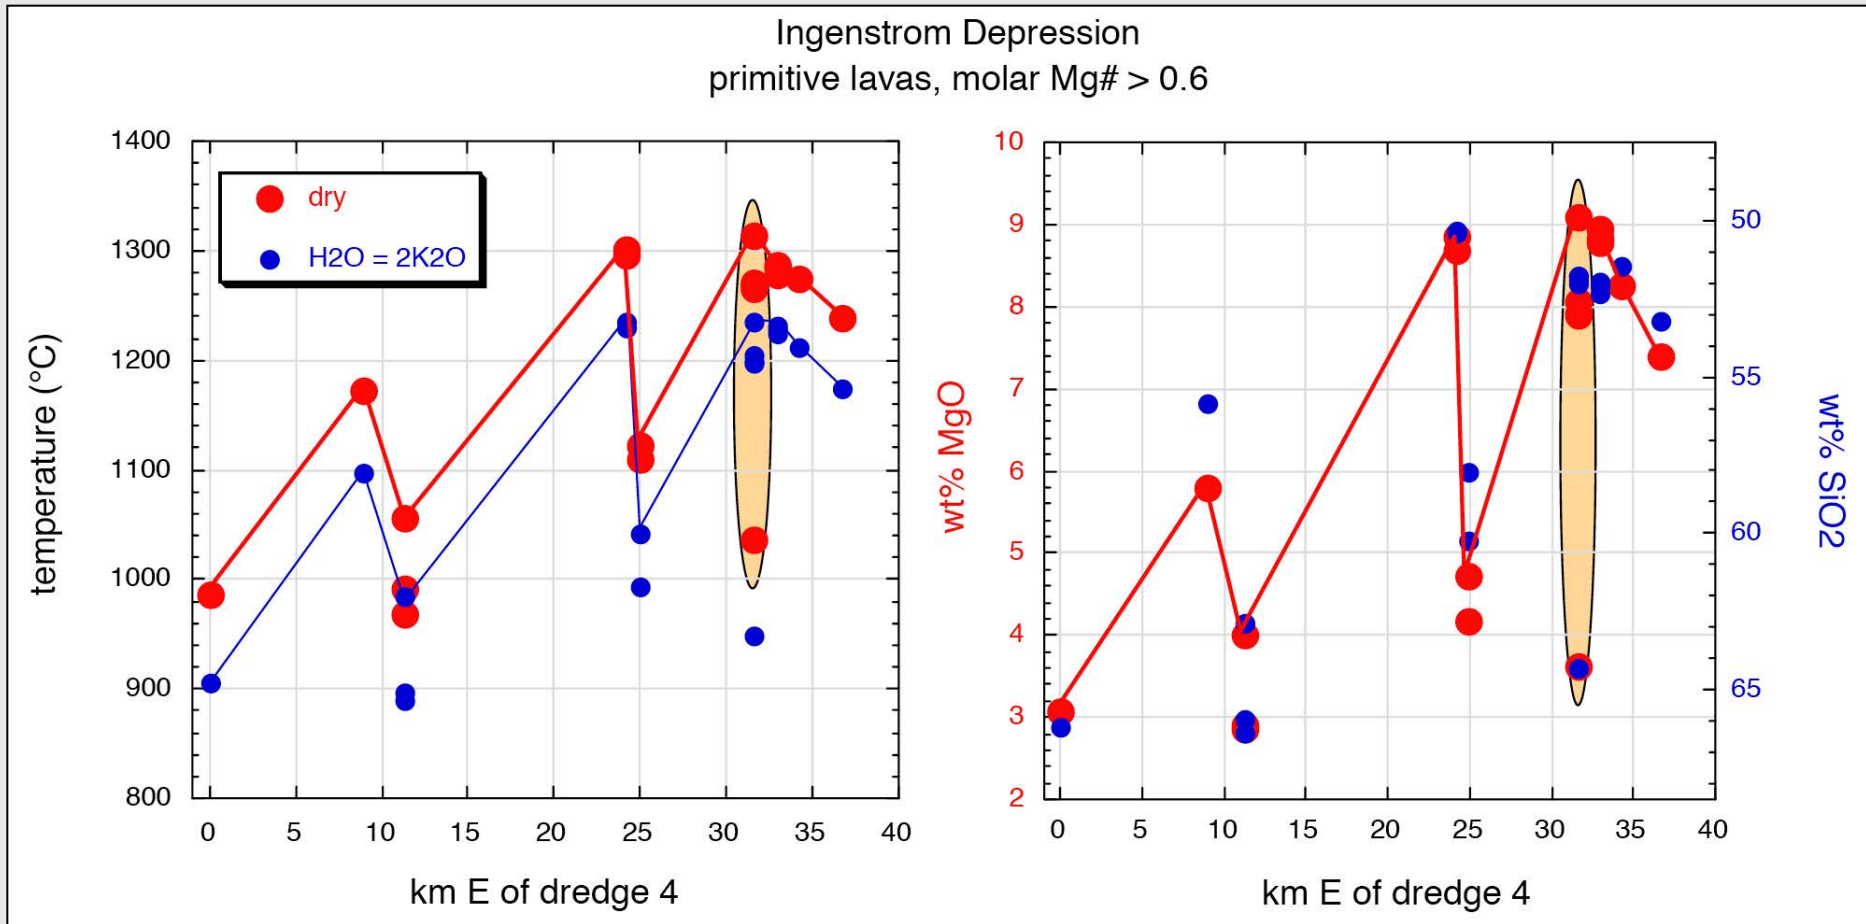 Ingenstrom Depression
primitive lavas, molar Mg# > 0.6
temperature (°C)
1400
1300
1200
1100
1000
900
800
dry
H2O = 2K2O
0 5 10 15 20 25 30 35 40
km E of dredge 4
wt% MgO
10
9
8
7
6
5
4
3
2
0 5 10 15 20 25 30 35 40
km E of dredge 4
50
55
60
65
wt% SiO2